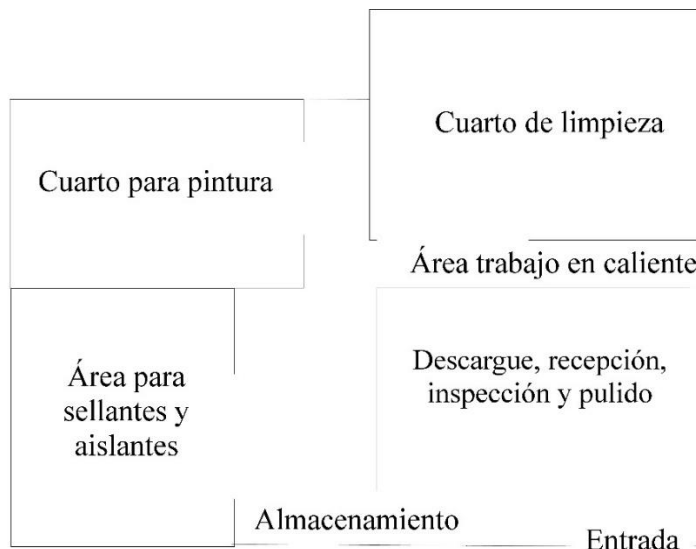 Cuarto de limpieza
Cuarto para pintura
Área trabajo en caliente
Descargue, recepción,
inspección y pulido
Área para
sellantes y
aislantes
Almacenamiento
Entrada